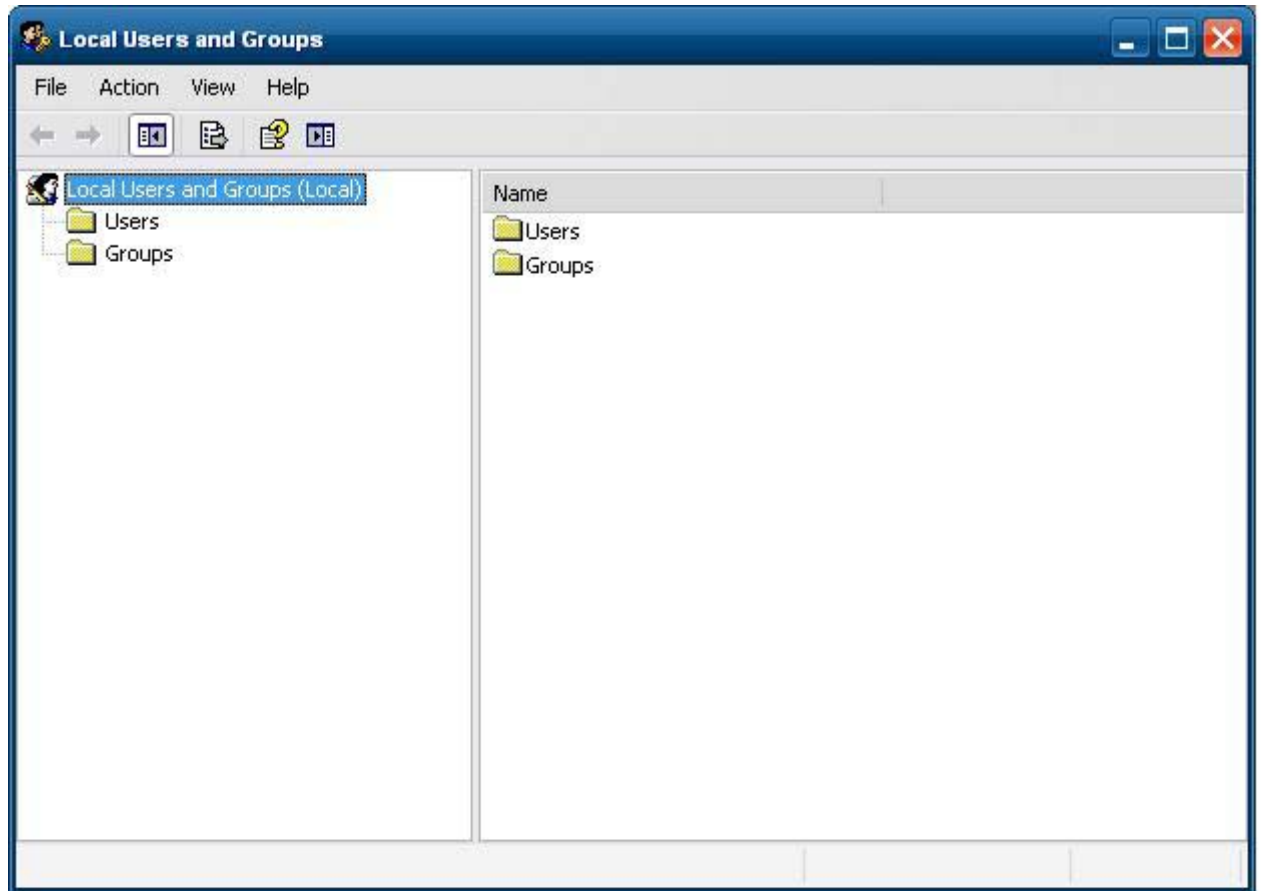 Local Users and Groups
File Action View Help
Local Users and Groups (Local)
Users
Groups
Name
Users
Groups